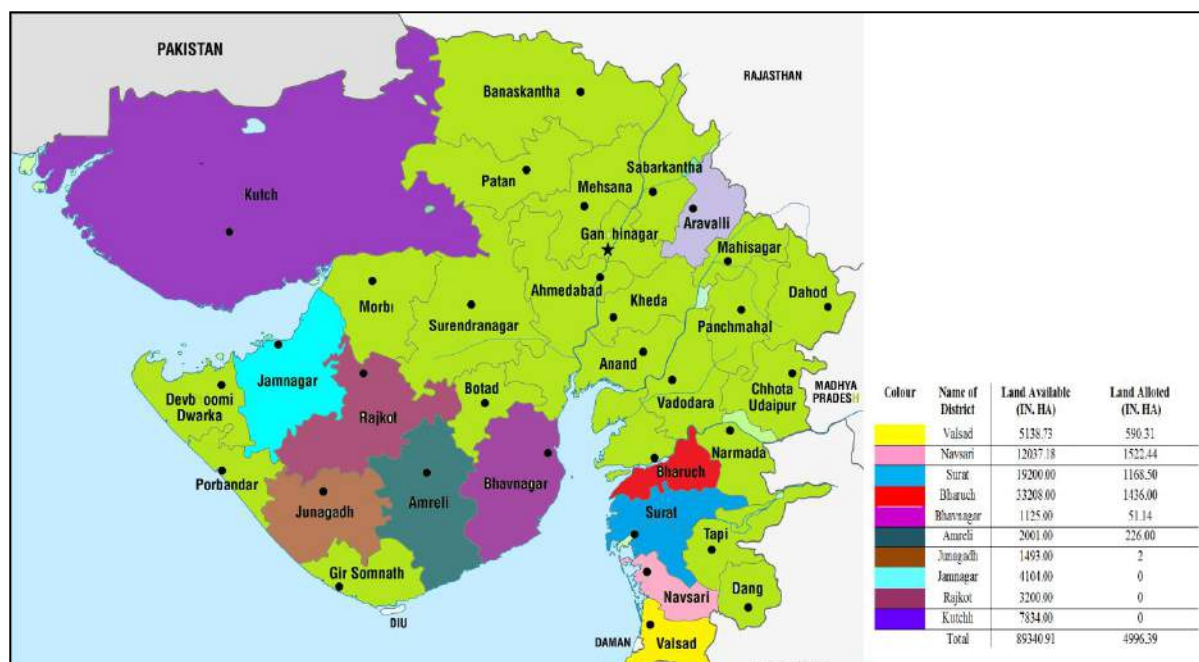 PAKISTAN
RAJASTHAN
Banaskantha
Patan
Sabarkantha
Mehsana
Kutch
Aravalli
Gan hinagar
Mahisagar
Morbi
Ahmedabad
Kheda
Dahod
Surendranagar
Panchmahal
Anand
Jamnagar
Botad
Chhota
Udaipur
MADHYA
PRADESH
Devb oomi
Dwarka
Vadodara
Rajkot
Narmada
Porbandar
Bharuch
Amreli
Bhavnagar
Junagadh
Surat
Tapi
Gir Somnath
Dang
Navsari
DIU
DAMAN
Valsad
Colour Name of District Land Available (IN. HA) Land Alloted (IN. HA)
Valsad 5138.73 590.31
Navsari 12037.18 1522.44
Surat 19200.00 1168.50
Bharuch 33208.00 1436.00
Bhavnagar 1125.00 51.14
Amreli 2001.00 226.00
Junagadh 1493.00 2
Jamnagar 4104.00 0
Rajkot 3200.00 0
Kutchh 7834.00 0
Total 89340.91 4996.39